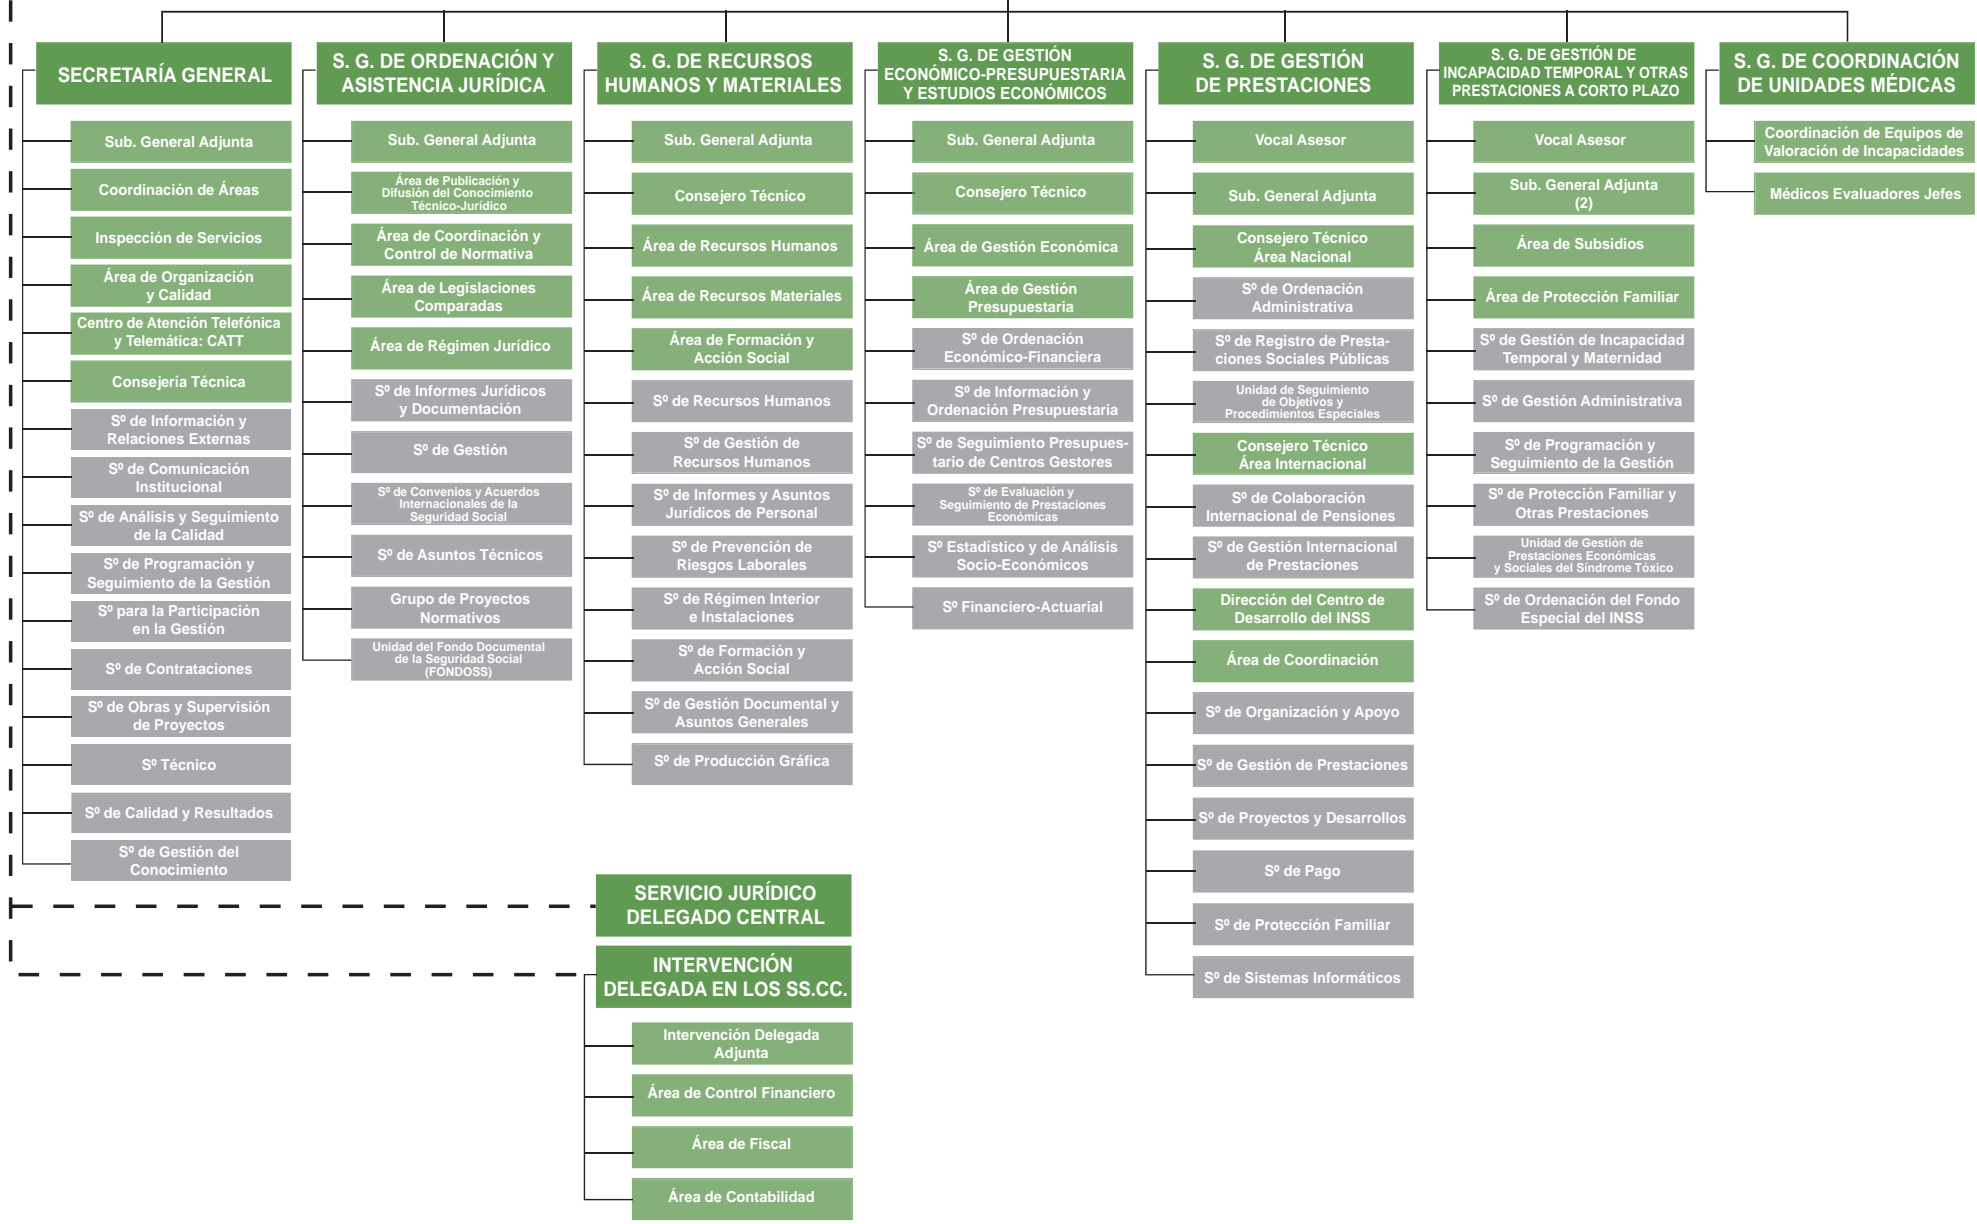 SECRETARÍA GENERAL
Sub. General Adjunta
Coordinación de Áreas
Inspección de Servicios
Área de Organización
y Calidad
Centro de Atención Telefónica
y Telemática: CATT
Consejería Técnica
Sº de Información y
Relaciones Externas
Sº de Comunicación
Institucional
Sº de Análisis y Seguimiento
de la Calidad
Sº de Programación y
Seguimiento de la Gestión
Sº para la Participación
en la Gestión
Sº de Contrataciones
Sº de Obras y Supervisión
de Proyectos
Sº Técnico
Sº de Calidad y Resultados
Sº de Gestión del
Conocimiento
S. G. DE ORDENACIÓN Y
ASISTENCIA JURÍDICA
Sub. General Adjunta
Área de Publicación y
Difusión del Conocimiento
Técnico-Jurídico
Área de Coordinación y
Control de Normativa
Área de Legislaciones
Comparadas
Área de Régimen Jurídico
Sº de Informes Jurídicos
y Documentación
Sº de Gestión
Sº de Convenios y Acuerdos
Internacionales de la
Seguridad Social
Sº de Asuntos Técnicos
Grupo de Proyectos
Normativos
Unidad del Fondo Documental
de la Seguridad Social
(FONDOSS)
S. G. DE RECURSOS
HUMANOS Y MATERIALES
Sub. General Adjunta
Consejero Técnico
Área de Recursos Humanos
Área de Recursos Materiales
Área de Formación y
Acción Social
Sº de Recursos Humanos
Sº de Gestión de
Recursos Humanos
Sº de Informes y Asuntos
Jurídicos de Personal
Sº de Prevención de
Riesgos Laborales
Sº de Régimen Interior
e Instalaciones
Sº de Formación y
Acción Social
Sº de Gestión Documental y
Asuntos Generales
Sº de Producción Gráfica
S. G. DE GESTIÓN
ECONÓMICO-PRESUPUESTARIA
Y ESTUDIOS ECONÓMICOS
Sub. General Adjunta
Consejero Técnico
Área de Gestión Económica
Área de Gestión
Presupuestaria
Sº de Ordenación
Económico-Financiera
Sº de Información y
Ordenación Presupuestaria
Sº de Seguimiento Presupues-
tario de Centros Gestores
Sº de Evaluación y
Seguimiento de Prestaciones
Económicas
Sº Estadístico y de Análisis
Socio-Económicos
Sº Financiero-Actuarial
S. G. DE GESTIÓN
DE PRESTACIONES
Vocal Asesor
Sub. General Adjunta
Consejero Técnico
Área Nacional
Sº de Ordenación
Administrativa
Sº de Registro de Presta-
ciones Sociales Públicas
Unidad de Seguimiento
de Objetivos y
Procedimientos Especiales
Consejero Técnico
Área Internacional
Sº de Colaboración
Internacional de Pensiones
Sº de Gestión Internacional
de Prestaciones
Dirección del Centro de
Desarrollo del INSS
Área de Coordinación
Sº de Organización y Apoyo
Sº de Gestión de Prestaciones
Sº de Proyectos y Desarrollos
Sº de Pago
Sº de Protección Familiar
Sº de Sistemas Informáticos
S. G. DE GESTIÓN DE
INCAPACIDAD TEMPORAL Y OTRAS
PRESTACIONES A CORTO PLAZO
Vocal Asesor
Sub. General Adjunta
(2)
Área de Subsidios
Área de Protección Familiar
Sº de Gestión de Incapacidad
Temporal y Maternidad
Sº de Gestión Administrativa
Sº de Programación y
Seguimiento de la Gestión
Sº de Protección Familiar y
Otras Prestaciones
Unidad de Gestión de
Prestaciones Económicas
y Sociales del Síndrome Tóxico
Sº de Ordenación del Fondo
Especial del INSS
S. G. DE COORDINACIÓN
DE UNIDADES MÉDICAS
Coordinación de Equipos de
Valoración de Incapacidades
Médicos Evaluadores Jefes
SERVICIO JURÍDICO
DELEGADO CENTRAL
INTERVENCIÓN
DELEGADA EN LOS SS.CC.
Intervención Delegada
Adjunta
Área de Control Financiero
Área de Fiscal
Área de Contabilidad